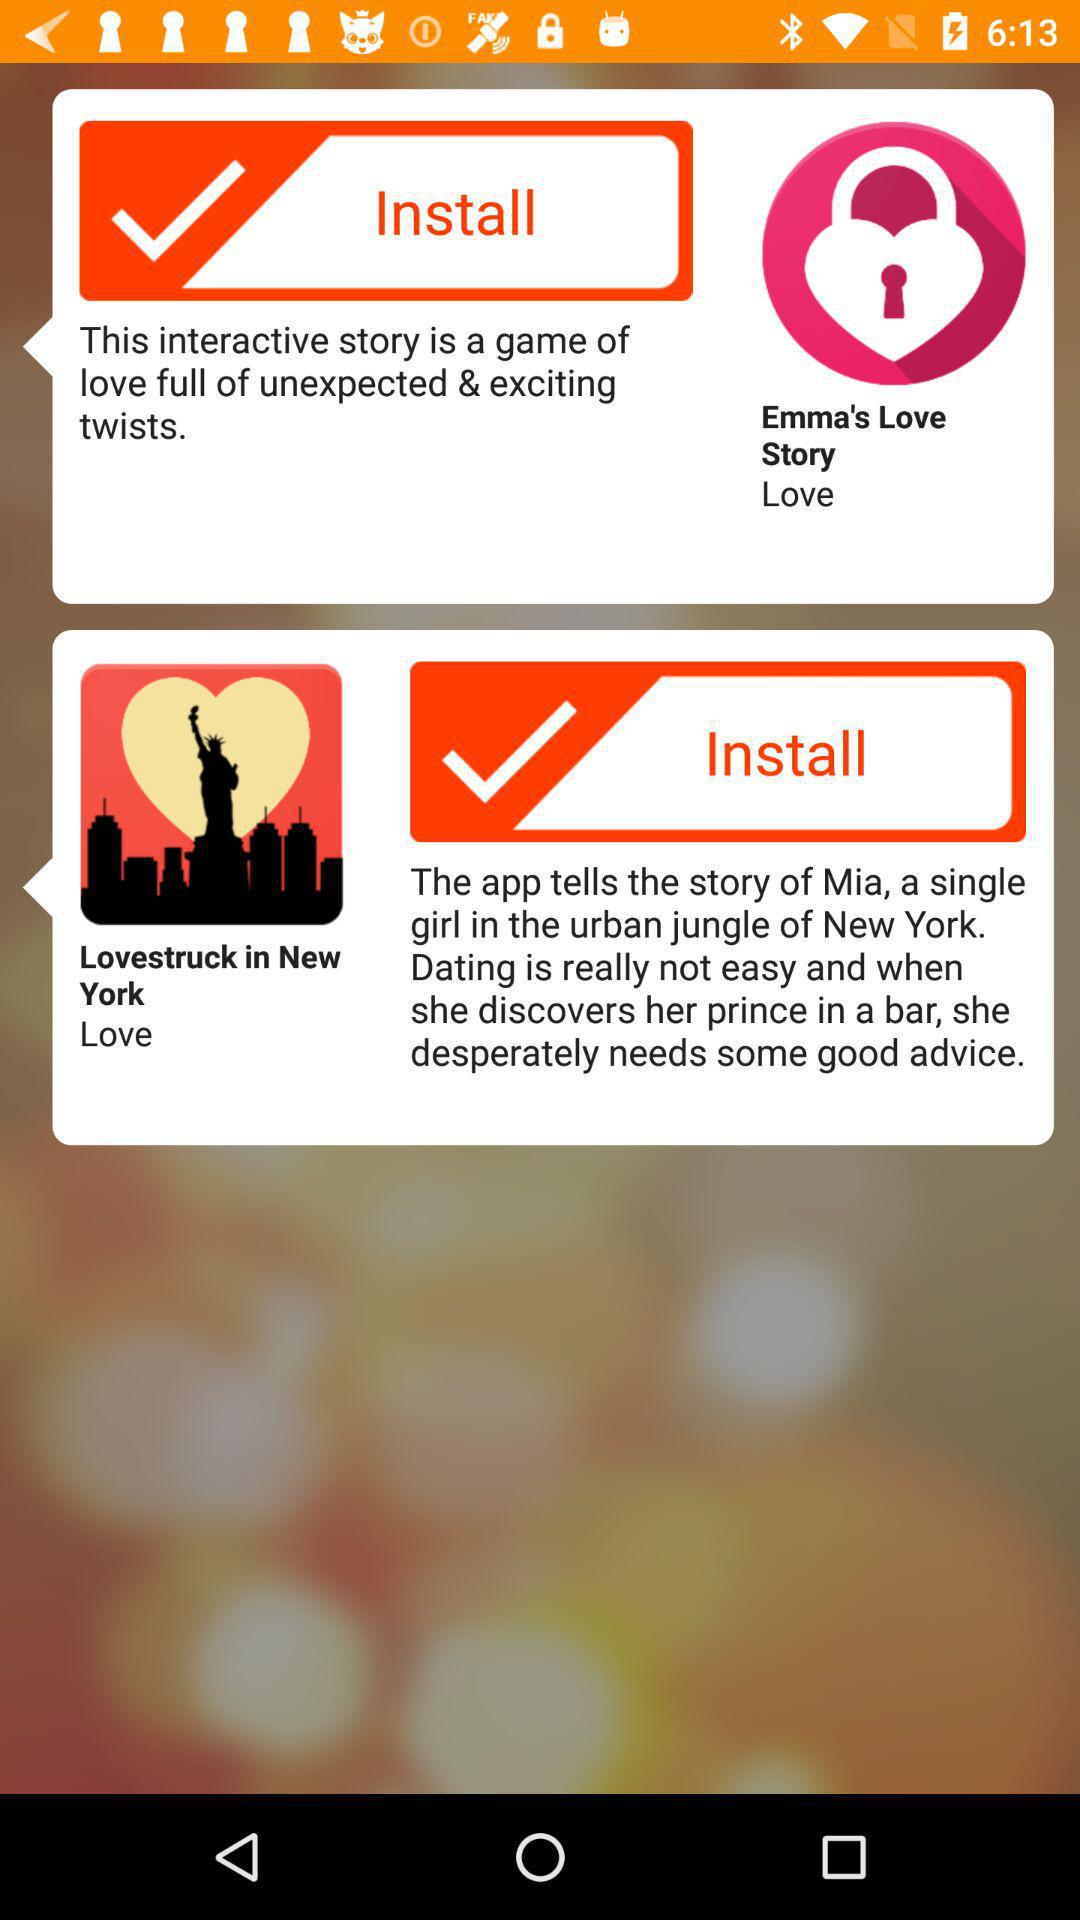 FAKE
6:13
Install
This interactive story is a game of
love full of unexpected & exciting
twists.
Emma's Love
Story
Love
Lovestruck in New
York
Love
Install
The app tells the story of Mia, a single
girl in the urban jungle of New York.
Dating is really not easy and when
she discovers her prince in a bar, she
desperately needs some good advice.